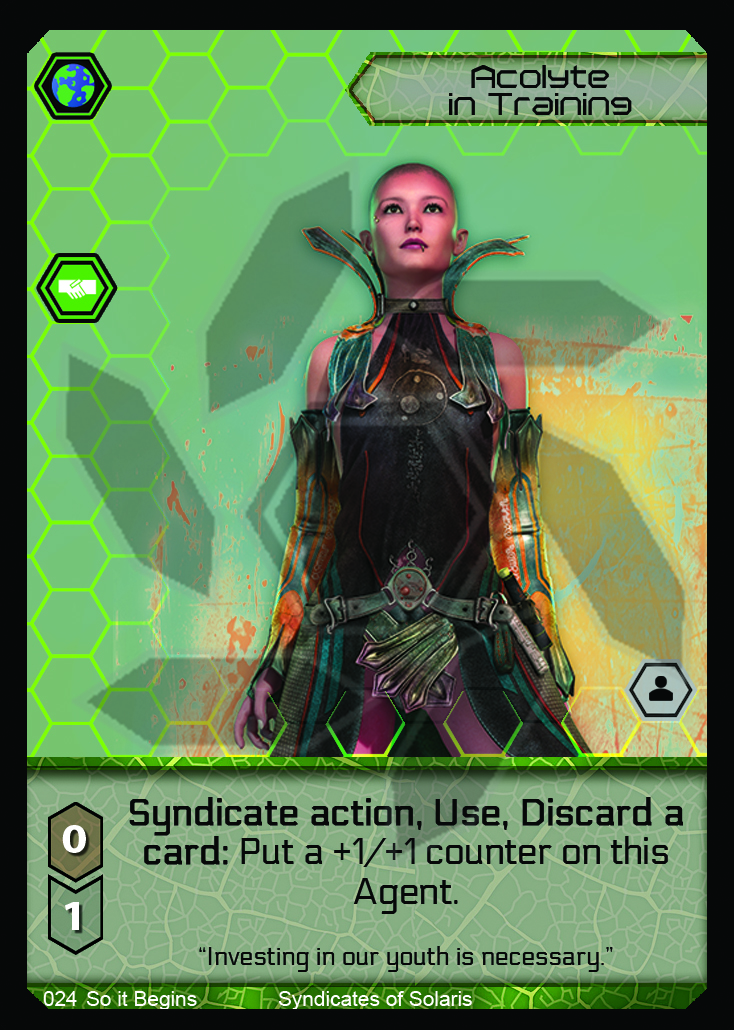 Acolyte
in Training
Syndicate action, Use, Discard a
card: Put a +1/+1 counter on this
Agent.
0
1
“Investing in our youth is necessary.”
024 So it Begins Syndicates of Solaris